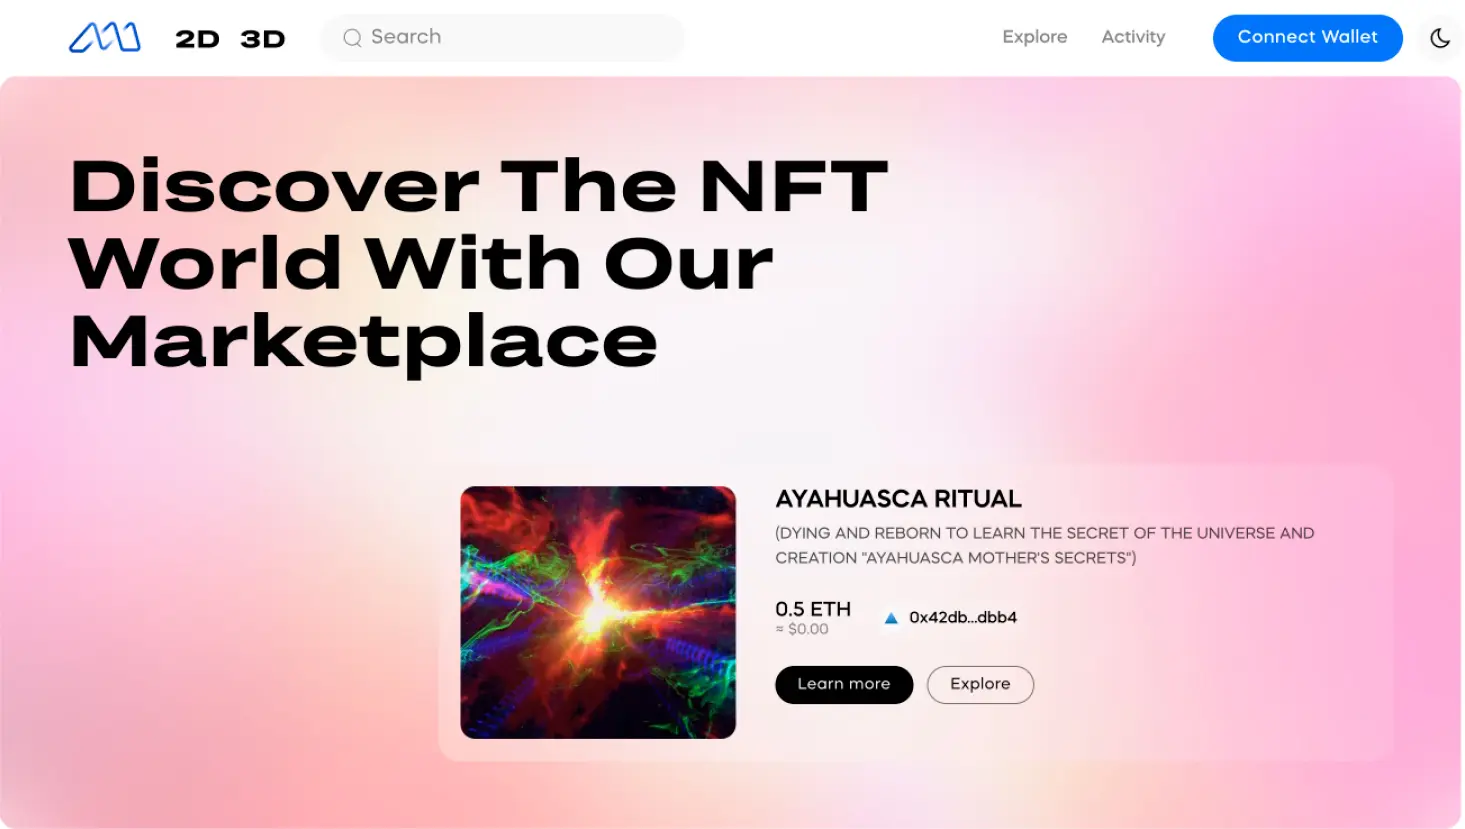 2D 3D Search Explore Activity Connect Wallet
Discover The NFT
World With Our
Marketplace
AYAHUASCA RITUAL
(DYING AND REBORN TO LEARN THE SECRET OF THE UNIVERSE AND
CREATION "AYAHUASCA MOTHER'S SECRETS")
0.5 ETH
≈ $0.00
0x42db...dbb4
Learn more Explore